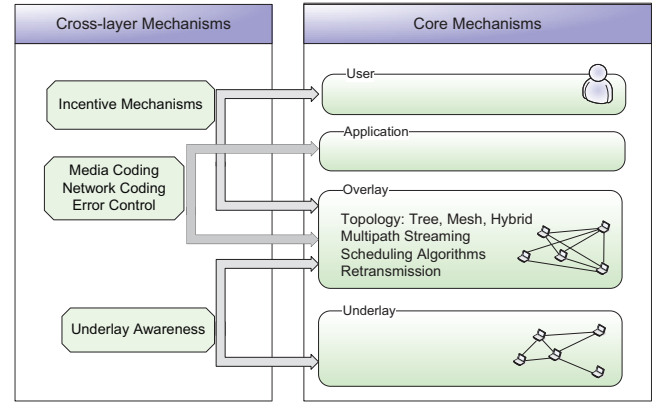 Cross-layer Mechanisms
Incentive Mechanisms
Media Coding
Network Coding
Error Control
Underlay Awareness
Core Mechanisms
User
Application
Overlay
Topology: Tree, Mesh, Hybrid
Multipath Streaming
Scheduling Algorithms
Retransmission
Underlay